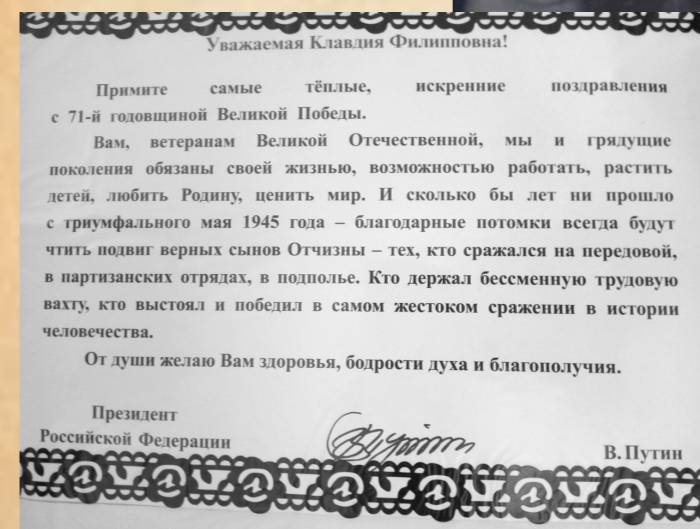 Уважаемая Клавдия Филипповна!
Примите самые тёплые, искренние поздравления
с 71-й годовщиной Великой Победы.
Вам, ветеранам Великой Отечественной, мы и грядущие
поколения обязаны своей жизнью, возможностью работать, растить
детей, любить Родину, ценить мир. И сколько бы лет ни прошло
с триумфального мая 1945 года – благодарные потомки всегда будут
чтить подвиг верных сынов Отчизны – тех, кто сражался на передовой,
в партизанских отрядах, в подполье. Кто держал бессменную трудовую
вахту, кто выстоял и победил в самом жестоком сражении в истории
человечества.
От души желаю Вам здоровья, бодрости духа и благополучия.
Президент
Российской Федерации
В. Путин